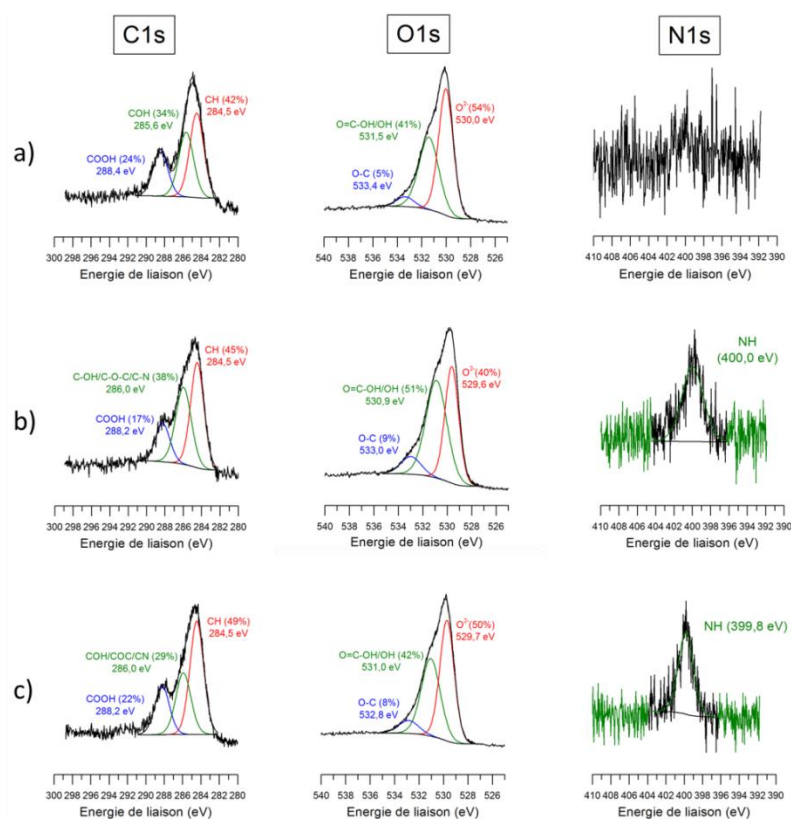 C1s
O1s
N1s
a)
COH (34%)
285,6 eV
CH (42%)
284,5 eV
COOH (24%)
288,4 eV
300 298 296 294 292 290 288 286 284 282 280
Energie de liaison (eV)
O=C-OH/OH (41%)
531,5 eV
O²⁻(54%)
530,0 eV
O-C (5%)
533,4 eV
540 538 536 534 532 530 528 526
Energie de liaison (eV)
410 408 406 404 402 400 398 396 394 392 390
Energie de liaison (eV)
b)
C-OH/C-O-C/C-N (38%)
286,0 eV
CH (45%)
284,5 eV
COOH (17%)
288,2 eV
300 298 296 294 292 290 288 286 284 282 280
Energie de liaison (eV)
O=C-OH/OH (51%)
530,9 eV
O²⁻(40%)
529,6 eV
O-C (9%)
533,0 eV
540 538 536 534 532 530 528 526
Energie de liaison (eV)
NH
(400,0 eV)
410 408 406 404 402 400 398 396 394 392 390
Energie de liaison (eV)
c)
COH/COC/CN (29%)
286,0 eV
CH (49%)
284,5 eV
COOH (22%)
288,2 eV
300 298 296 294 292 290 288 286 284 282 280
Energie de liaison (eV)
O=C-OH/OH (42%)
531,0 eV
O²⁻(50%)
529,7 eV
O-C (8%)
532,8 eV
540 538 536 534 532 530 528 526
Energie de liaison (eV)
NH (399,8 eV)
410 408 406 404 402 400 398 396 394 392 390
Energie de liaison (eV)